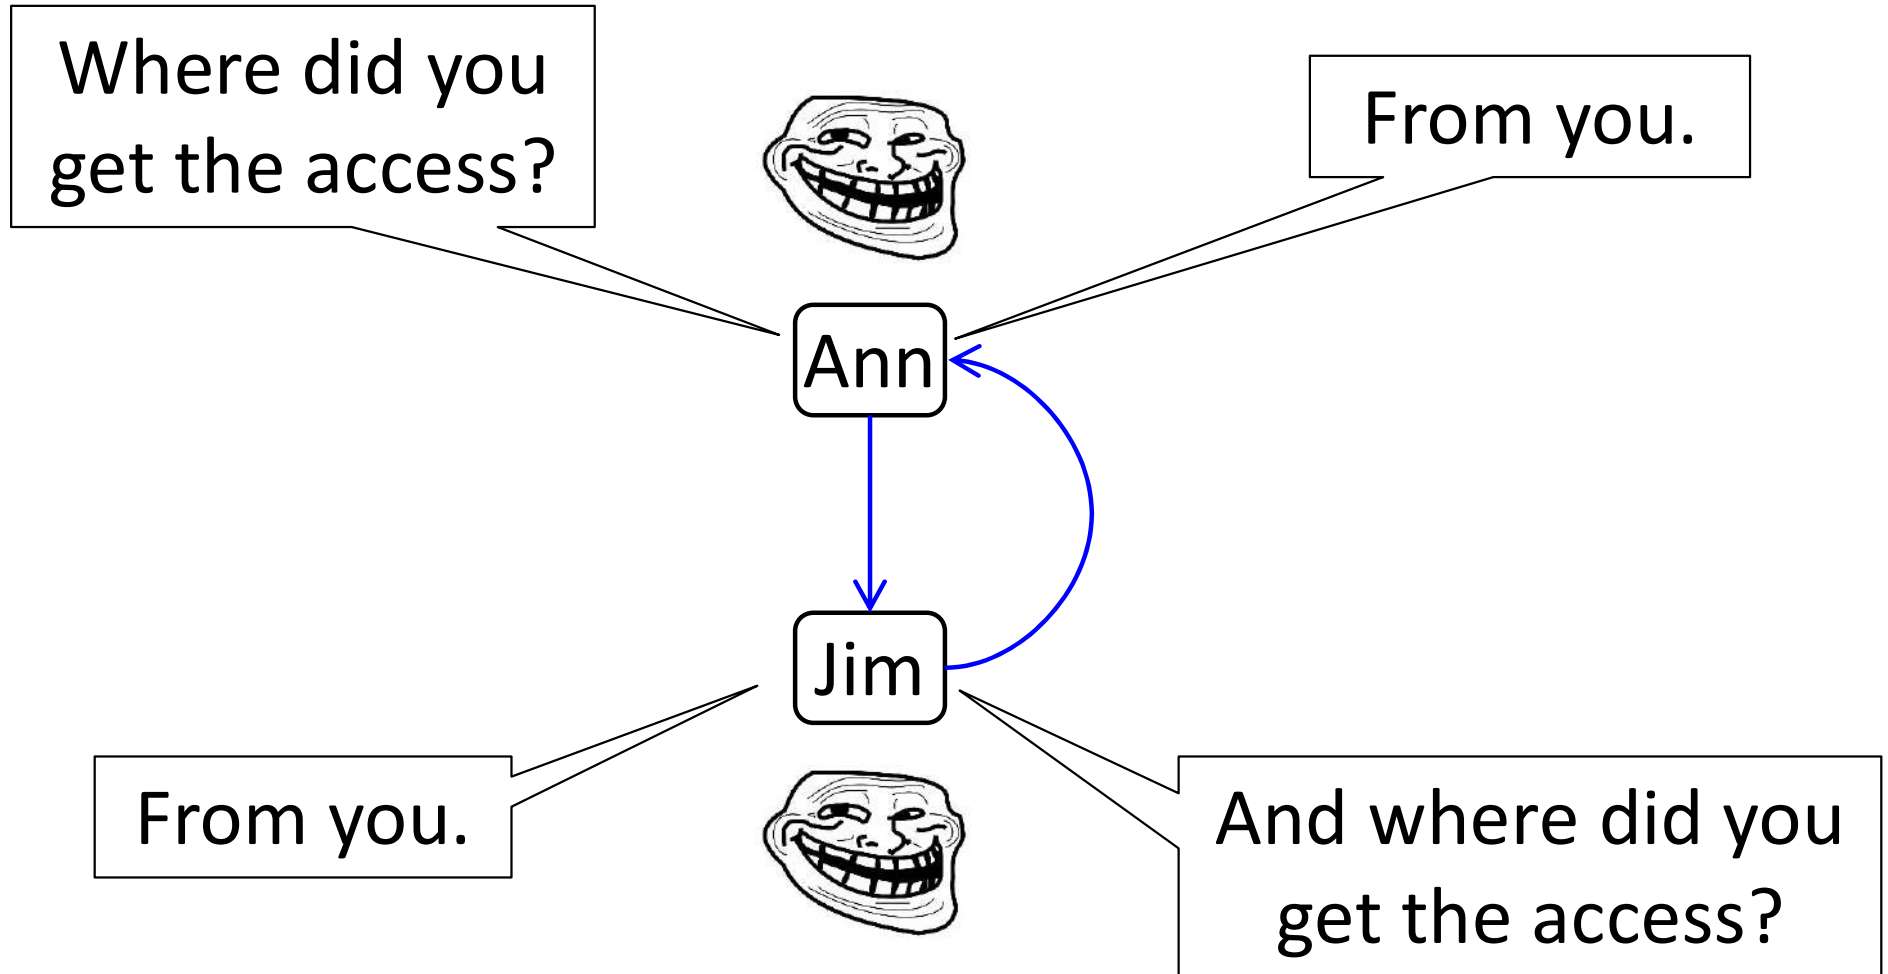 Where did you
get the access?
From you.
Ann
Jim
From you.
And where did you
get the access?